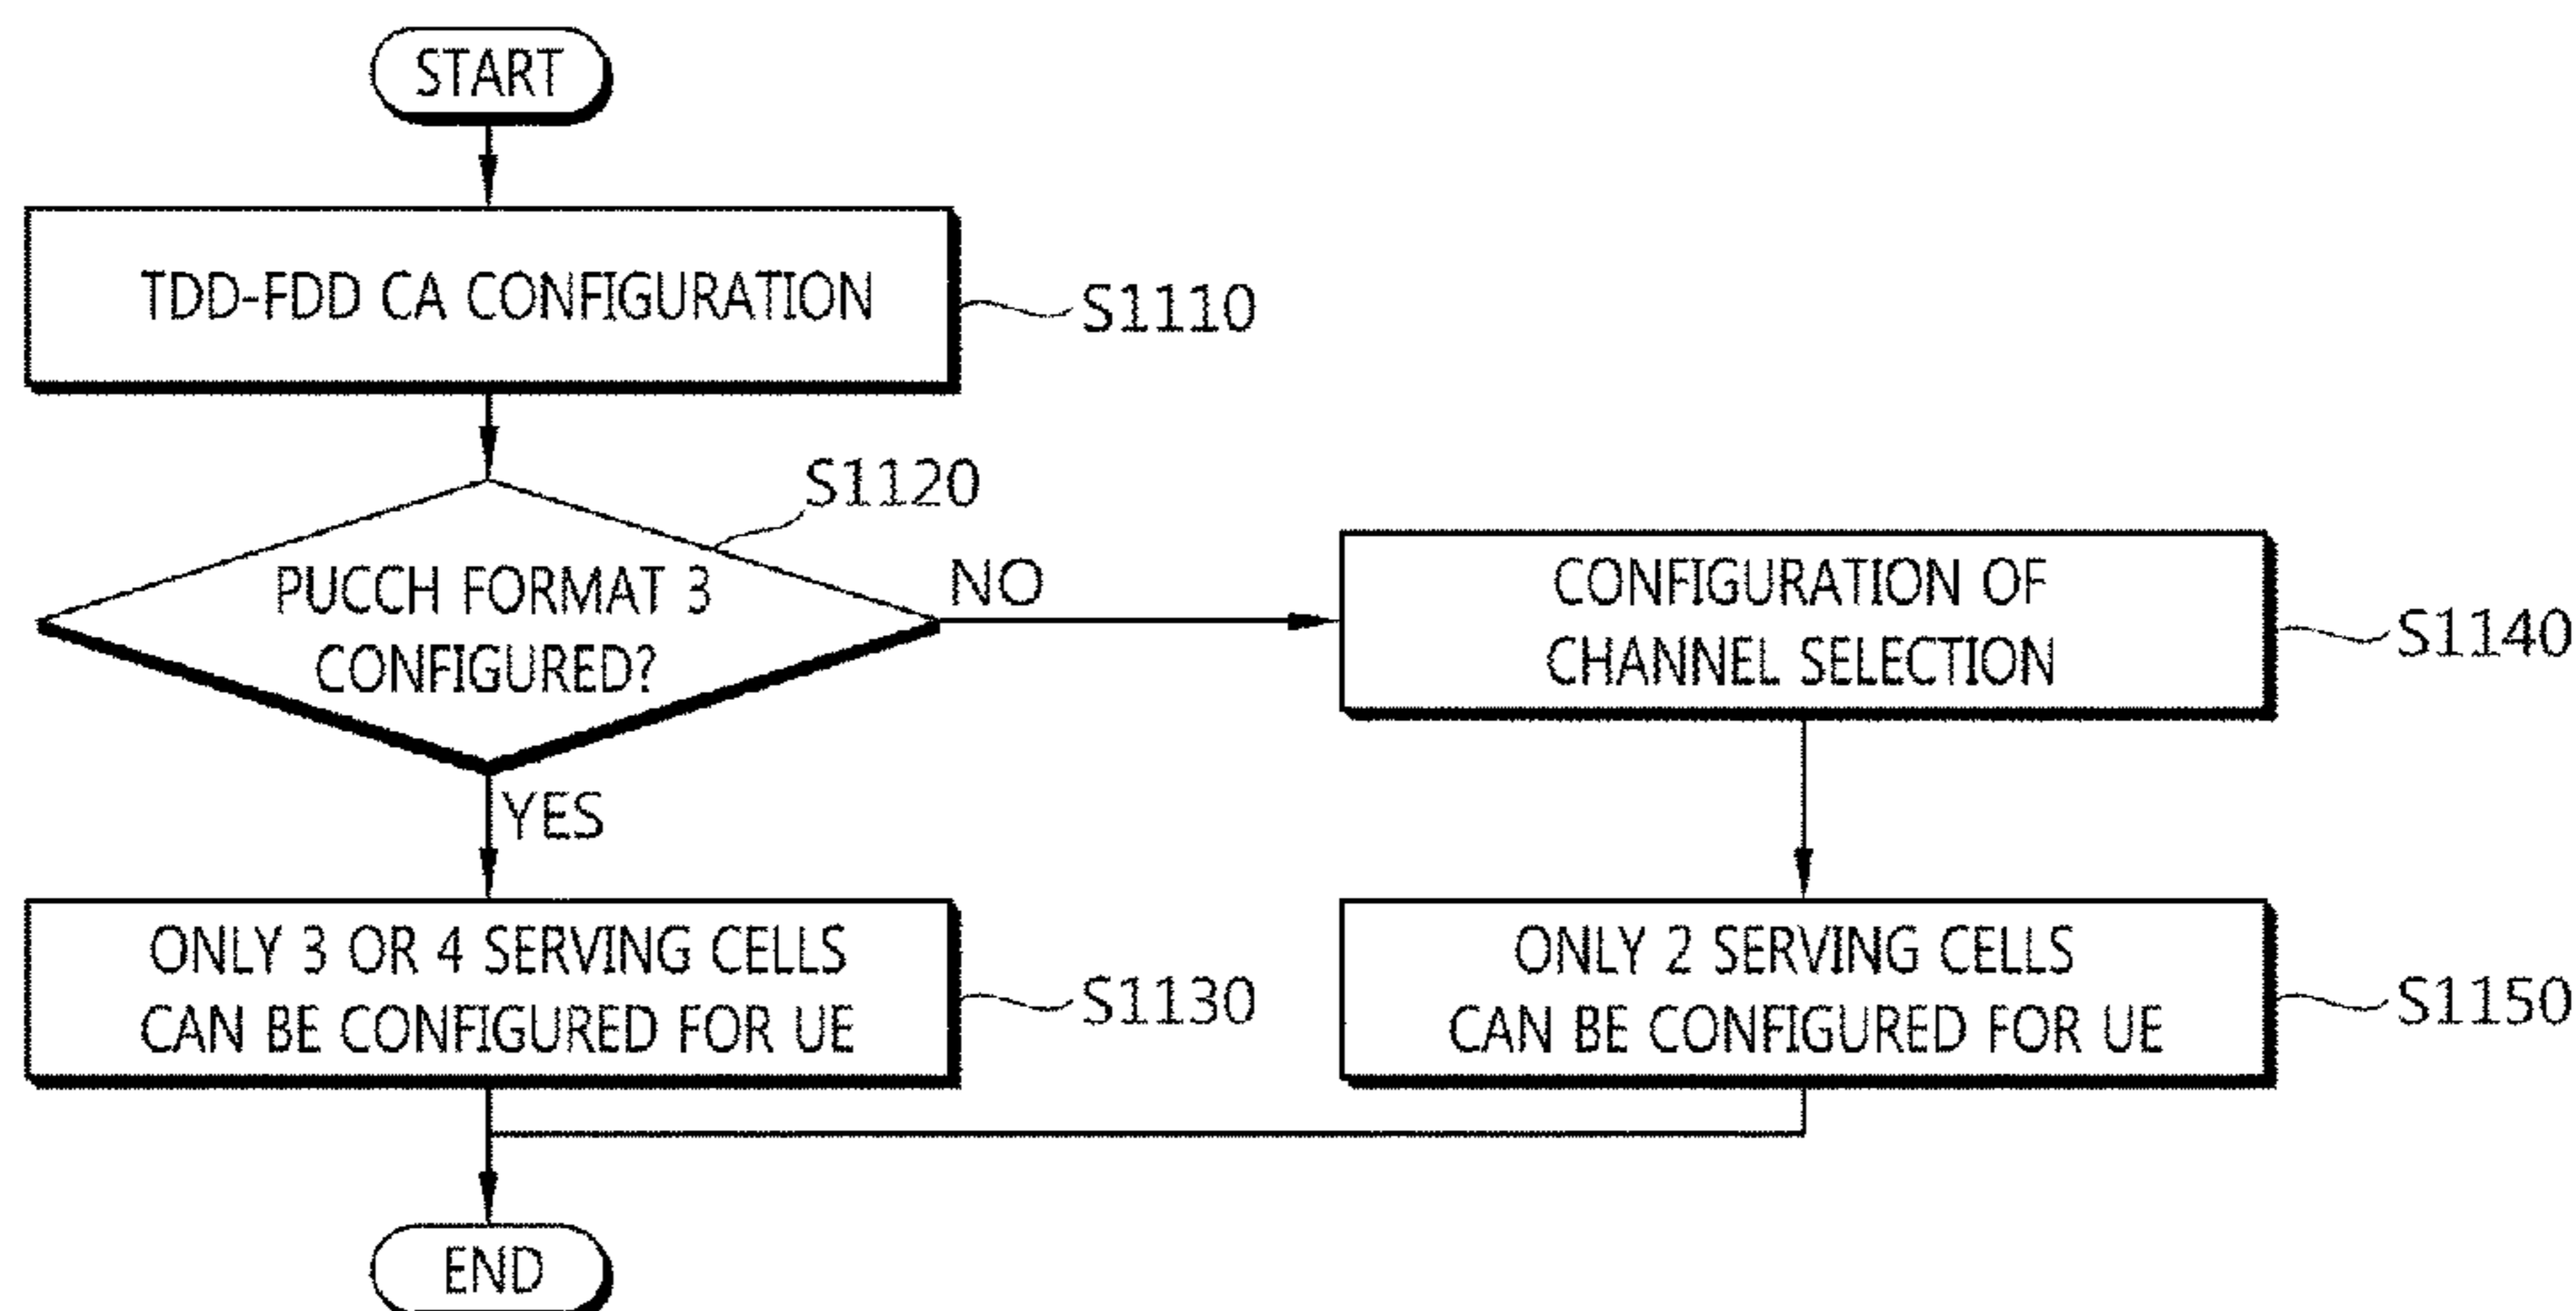 START
TDD-FDD CA CONFIGURATION
S1110
S1120
PUCCH FORMAT 3
CONFIGURED?
NO
YES
CONFIGURATION OF
CHANNEL SELECTION
S1140
ONLY 3 OR 4 SERVING CELLS
CAN BE CONFIGURED FOR UE
S1130
ONLY 2 SERVING CELLS
CAN BE CONFIGURED FOR UE
S1150
END